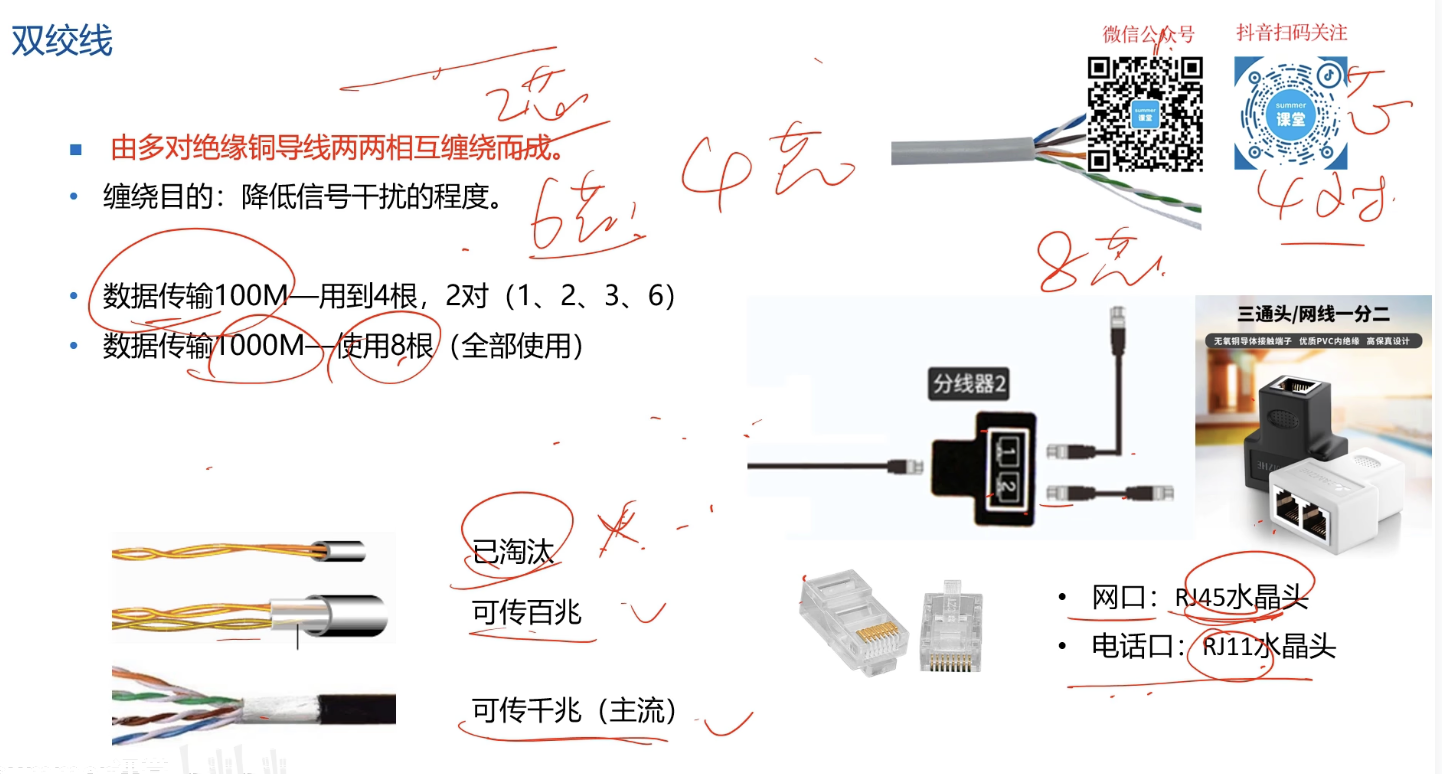 双绞线
微信公众号
抖音扫码关注
summer
课堂
summer
课堂
2芯
由多对绝缘铜导线两两相互缠绕而成。
4芯
芯
缠绕目的：降低信号干扰的程度。
6芯
4对
8芯
数据传输100M—用到4根，2对（1、2、3、6）
数据传输1000M—使用8根（全部使用）
三通头/网线一分二
无氧铜导体接触端子 优质PVC内绝缘 高保真设计
分线器2
1
2
已淘汰
可传百兆
可传千兆（主流）
网口：RJ45水晶头
电话口：RJ11水晶头